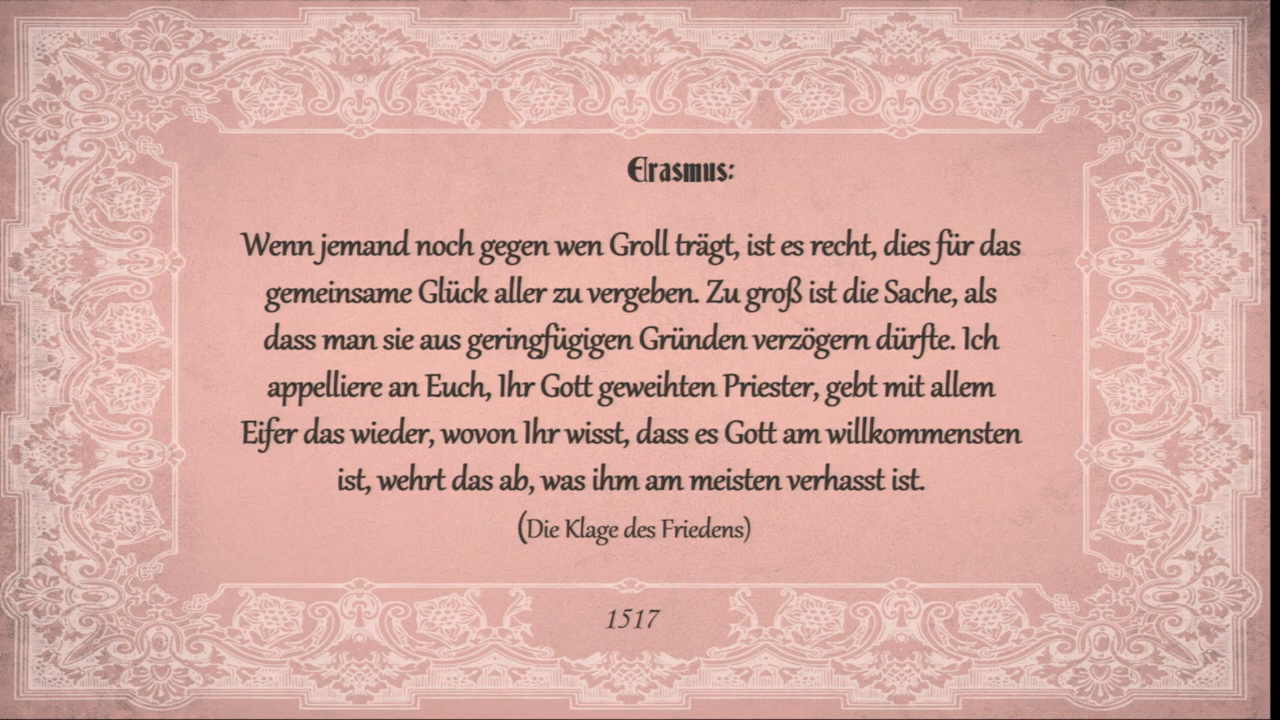 Erasmus:
Wenn jemand noch gegen wen Groll trägt, ist es recht, dies für das
gemeinsame Glück aller zu vergeben. Zu groß ist die Sache, als
dass man sie aus geringfügigen Gründen verzögern dürfte. Ich
appelliere an Euch, Ihr Gott geweihten Priester, gebt mit allem
Eifer das wieder, wovon Ihr wisst, dass es Gott am willkommensten
ist, wehrt das ab, was ihm am meisten verhasst ist.
(Die Klage des Friedens)
1517